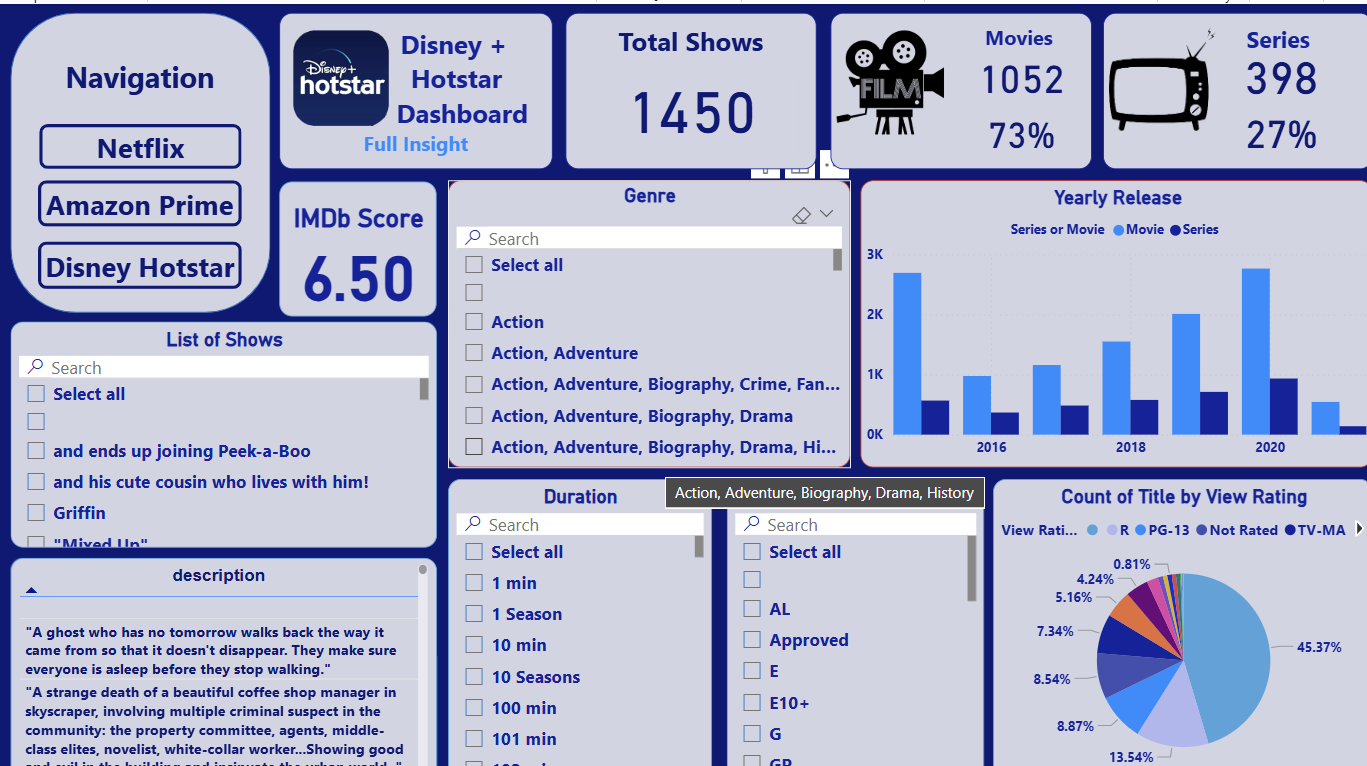 Navigation
Netflix
Amazon Prime
Disney Hotstar
Disney+
hotstar
Disney +
Hotstar
Dashboard
Full Insight
Total Shows
1450
FILM
Movies
1052
73%
Series
398
27%
IMDb Score
6.50
Genre
Search
Select all
Action
Action, Adventure
Action, Adventure, Biography, Crime, Fan...
Action, Adventure, Biography, Drama
Action, Adventure, Biography, Drama, Hi...
Action, Adventure, Biography, Drama, History
Yearly Release
Series or Movie Movie Series
3K
2K
1K
0K
2016 2018 2020
List of Shows
Search
Select all
and ends up joining Peek-a-Boo
and his cute cousin who lives with him!
Griffin
"Mixed Up"
description
"A ghost who has no tomorrow walks back the way it
came from so that it doesn't disappear. They make sure
everyone is asleep before they stop walking."
"A strange death of a beautiful coffee shop manager in
skyscraper, involving multiple criminal suspect in the
community: the property committee, agents, middle-
class elites, novelist, white-collar worker...Showing good
Duration
Search
Select all
1 min
1 Season
10 min
10 Seasons
100 min
101 min
Search
Select all
AL
Approved
E
E10+
G
GP
Count of Title by View Rating
View Rati... R PG-13 Not Rated TV-MA
0.81%
4.24%
5.16%
7.34%
8.54%
8.87%
13.54%
45.37%